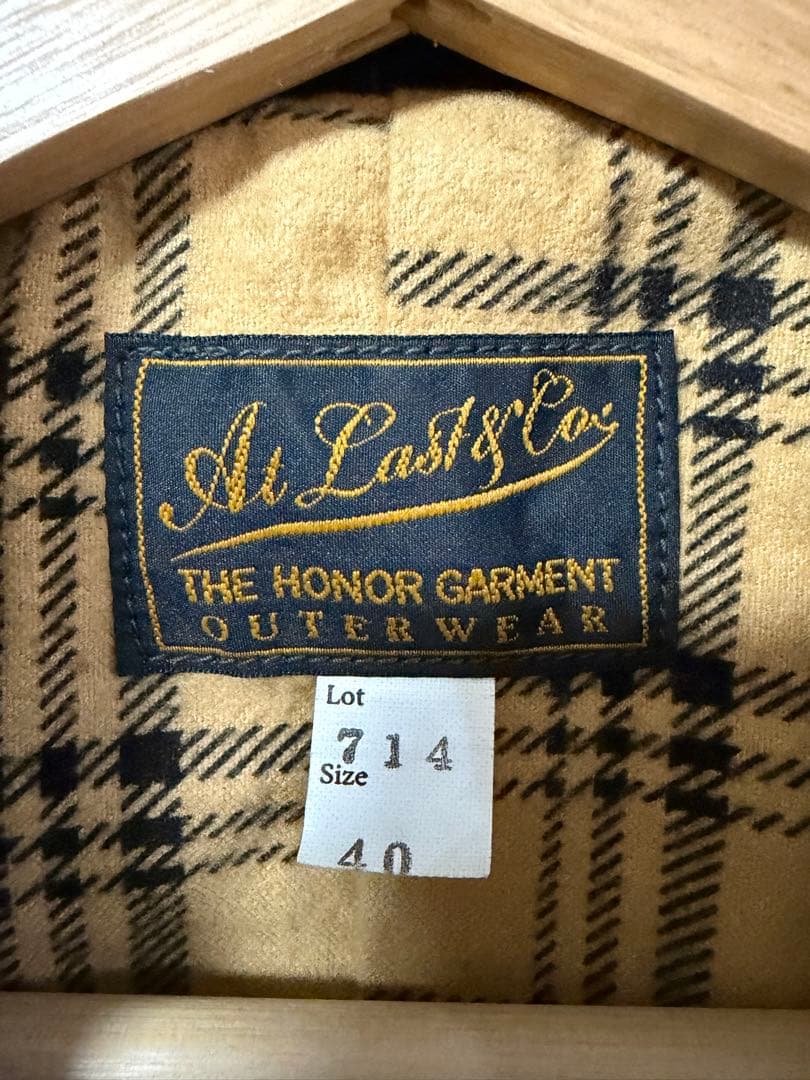 At Last & Co.
THE HONOR GARMENT
OUTERWEAR
Lot
714
Size
40